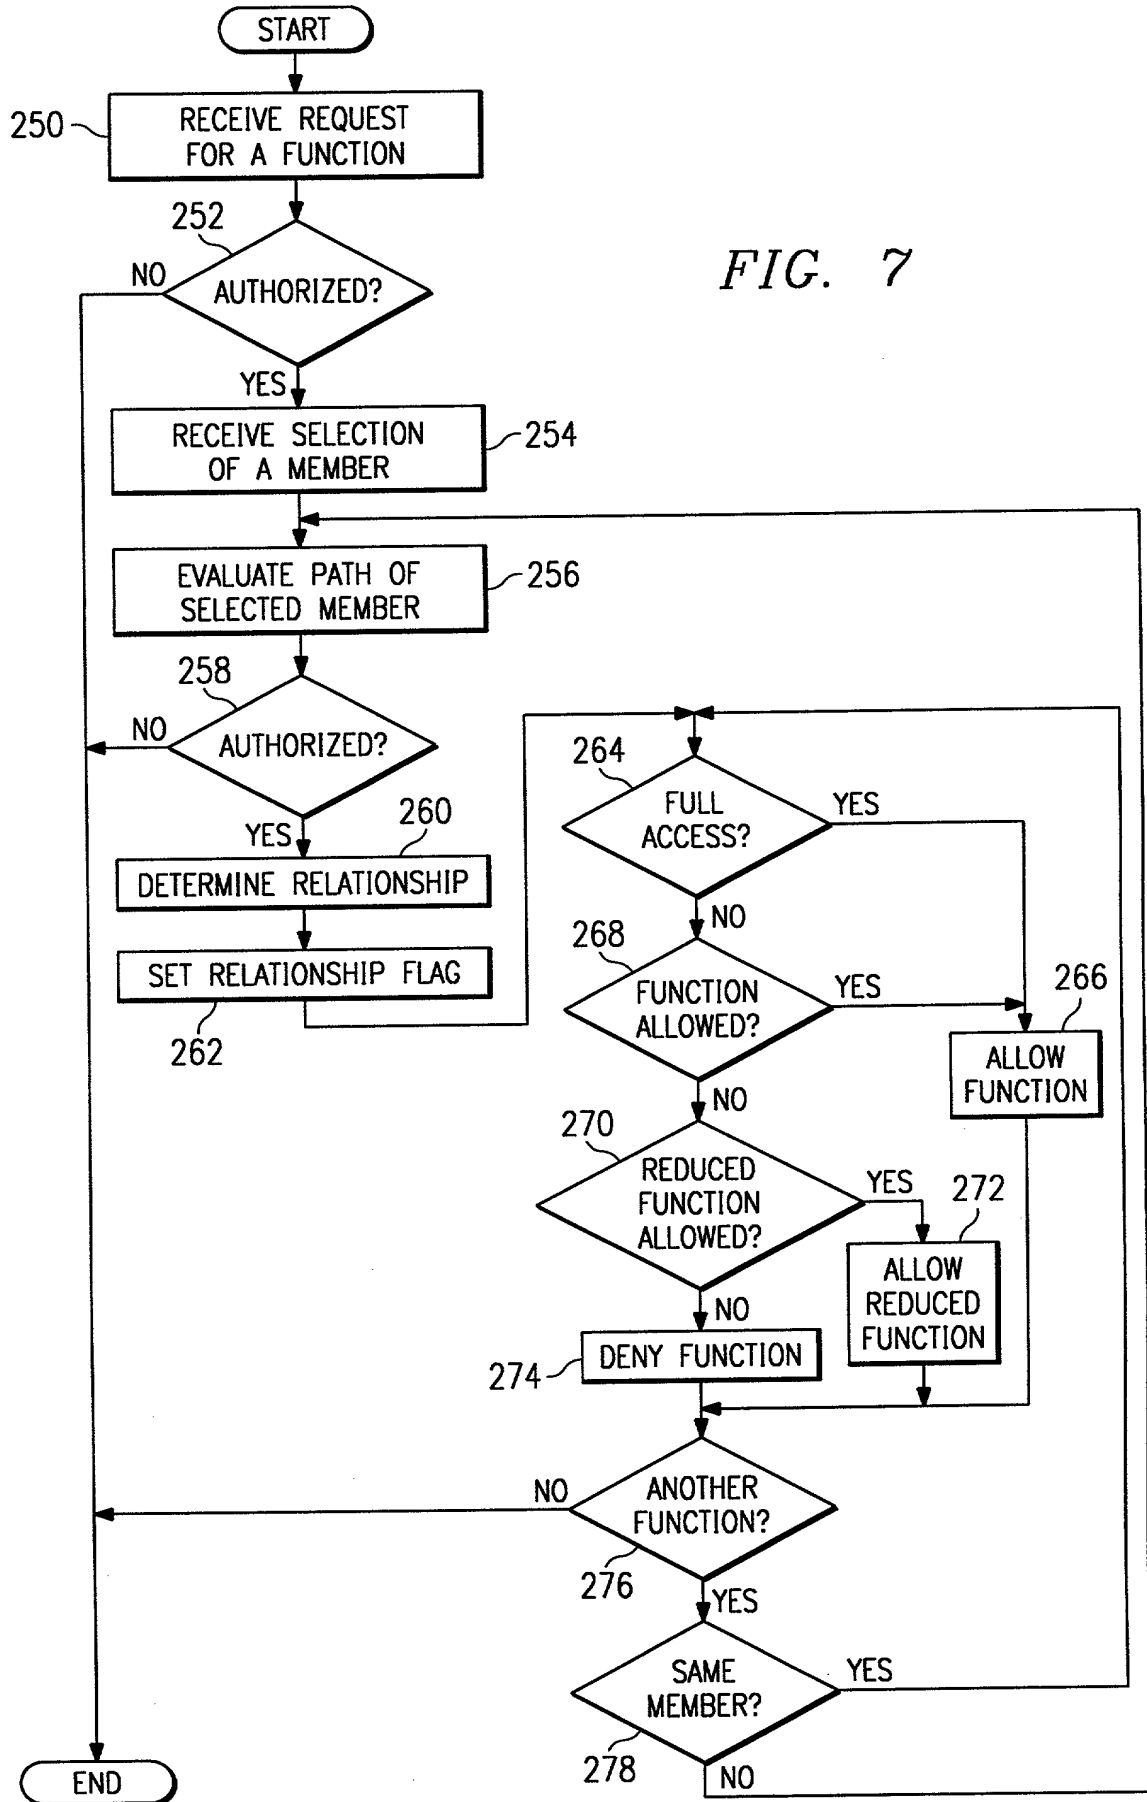 START
250
RECEIVE REQUEST
FOR A FUNCTION
252
NO
AUTHORIZED?
FIG. 7
YES
RECEIVE SELECTION
OF A MEMBER
254
EVALUATE PATH OF
SELECTED MEMBER
256
258
NO
AUTHORIZED?
YES
260
DETERMINE RELATIONSHIP
SET RELATIONSHIP FLAG
262
264
FULL
ACCESS?
YES
NO
268
FUNCTION
ALLOWED?
YES
266
ALLOW
FUNCTION
NO
270
REDUCED
FUNCTION
ALLOWED?
YES
272
ALLOW
REDUCED
FUNCTION
NO
DENY FUNCTION
274
NO
ANOTHER
FUNCTION?
276
YES
SAME
MEMBER?
YES
278
NO
END